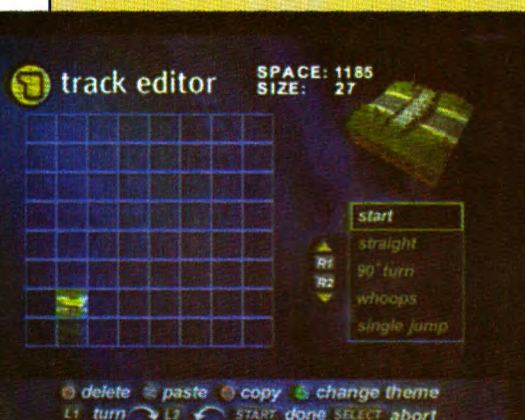 track editor
SPACE: 1185
SIZE: 27
start
straight
R1
90° turn
R2
whoops
single jump
delete paste copy change theme
L1 turn L2 START done SELECT abort